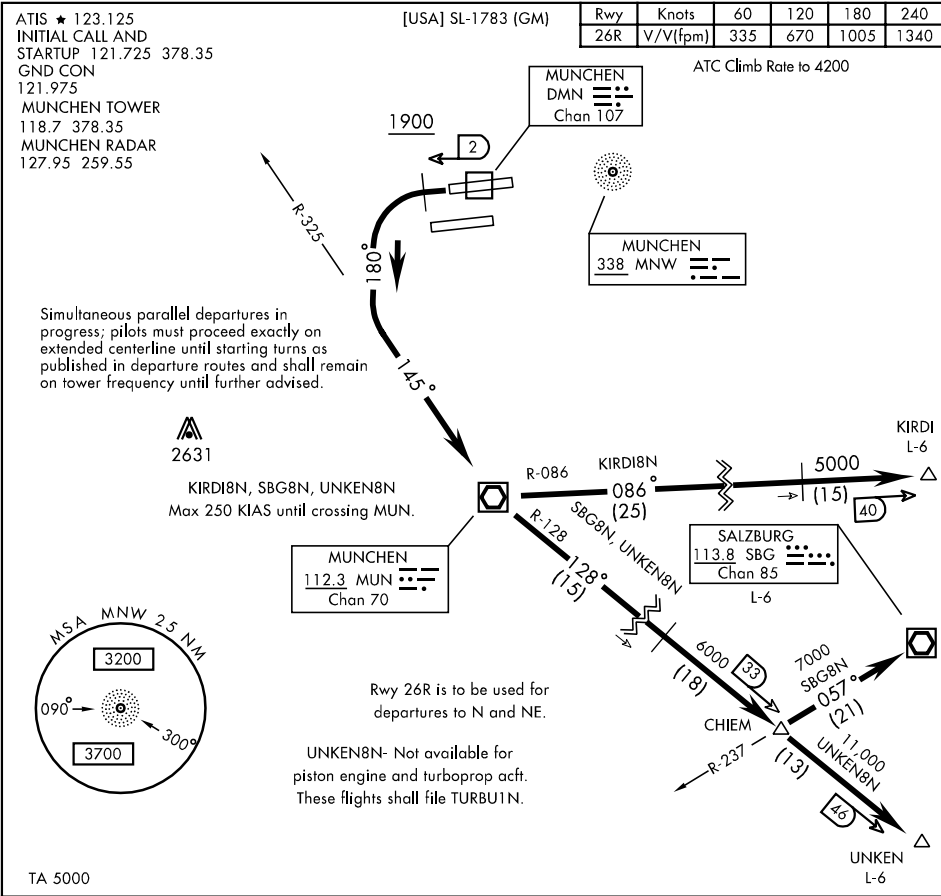 ATIS ★ 123.125
INITIAL CALL AND
STARTUP 121.725 378.35
GND CON
121.975
MUNCHEN TOWER
118.7 378.35
MUNCHEN RADAR
127.95 259.55
[USA] SL-1783 (GM)
Rwy Knots 60 120 180 240
26R V/V(fpm) 335 670 1005 1340
ATC Climb Rate to 4200
MUNCHEN
DMN
Chan 107
1900
2
R-325
180°
MUNCHEN
338 MNW
Simultaneous parallel departures in
progress; pilots must proceed exactly on
extended centerline until starting turns as
published in departure routes and shall remain
on tower frequency until further advised.
145°
2631
KIRDI8N, SBG8N, UNKEN8N
Max 250 KIAS until crossing MUN.
KIRDI
L-6
R-086
KIRDI8N
086°
(25)
5000
(15)
40
MUNCHEN
112.3 MUN
Chan 70
R-128
SBG8N, UNKEN8N
128°
(15)
SALZBURG
113.8 SBG
Chan 85
L-6
MSA MNW 25 NM
3200
090°
300°
3700
6000
(18)
33
7000
SBG8N
057°
(21)
CHIEM
R-237
11,000
UNKEN8N
(13)
46
UNKEN
L-6
Rwy 26R is to be used for
departures to N and NE.
UNKEN8N- Not available for
piston engine and turboprop acft.
These flights shall file TURBU1N.
TA 5000